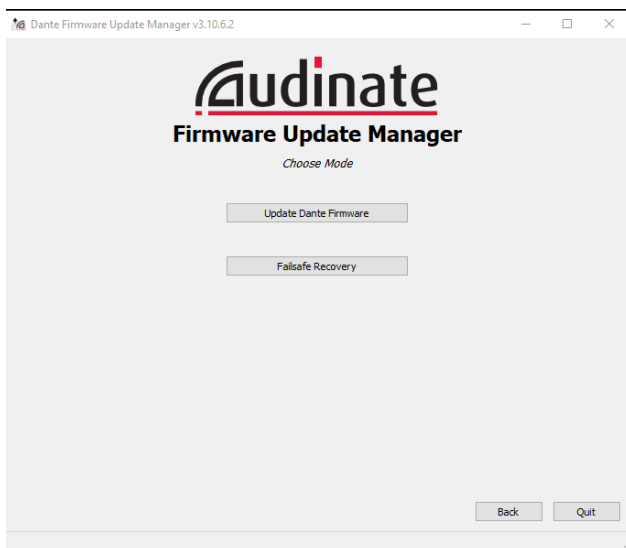 Dante Firmware Update Manager v3.10.6.2
Audinate
Firmware Update Manager
Choose Mode
Update Dante Firmware
Failsafe Recovery
Back Quit